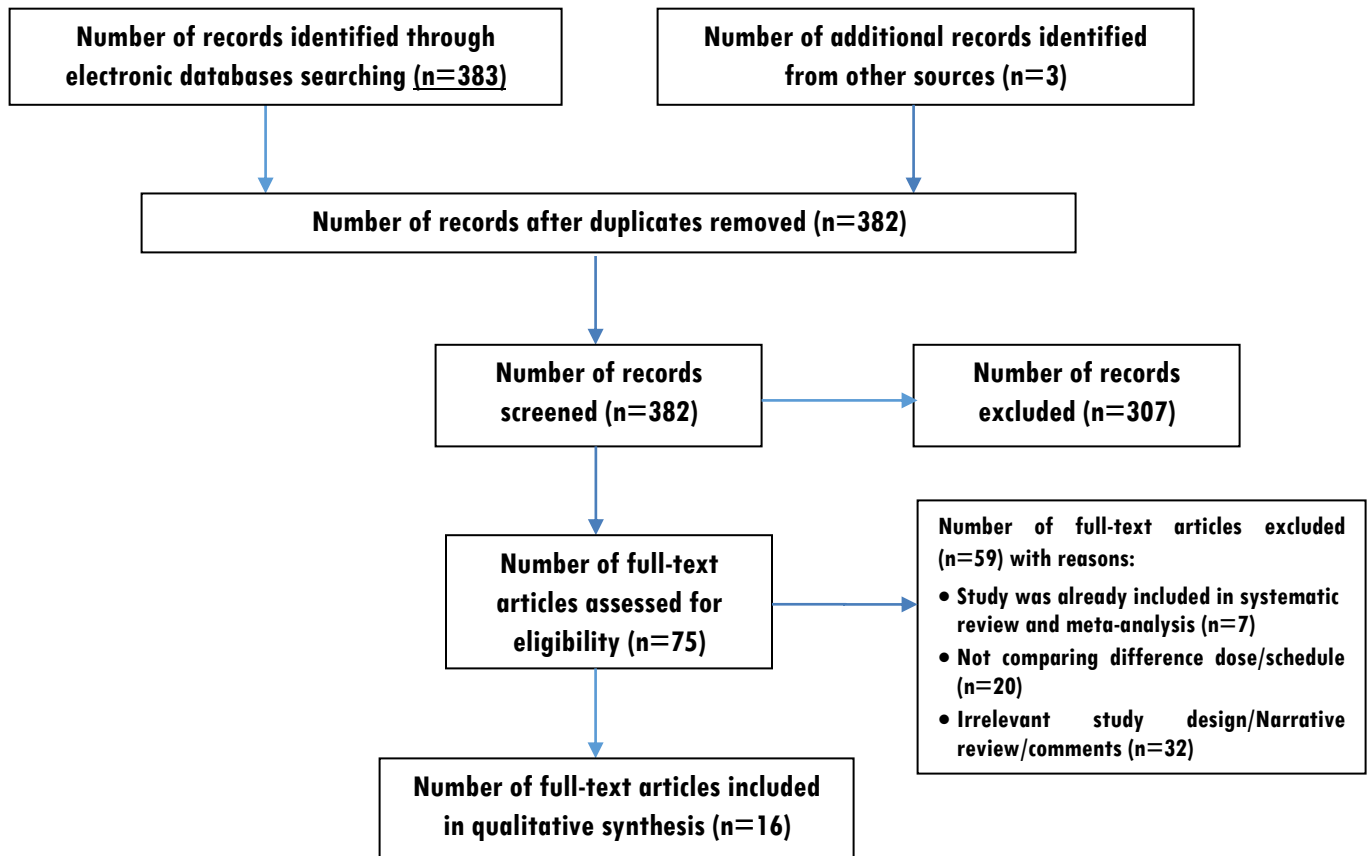 Number of records identified through
electronic databases searching (n=383)
Number of additional records identified
from other sources (n=3)
Number of records after duplicates removed (n=382)
Number of records
screened (n=382)
Number of records
excluded (n=307)
Number of full-text
articles assessed for
eligibility (n=75)
Number of full-text articles excluded
(n=59) with reasons:
• Study was already included in systematic
review and meta-analysis (n=7)
• Not comparing difference dose/schedule
(n=20)
• Irrelevant study design/Narrative
review/comments (n=32)
Number of full-text articles included
in qualitative synthesis (n=16)